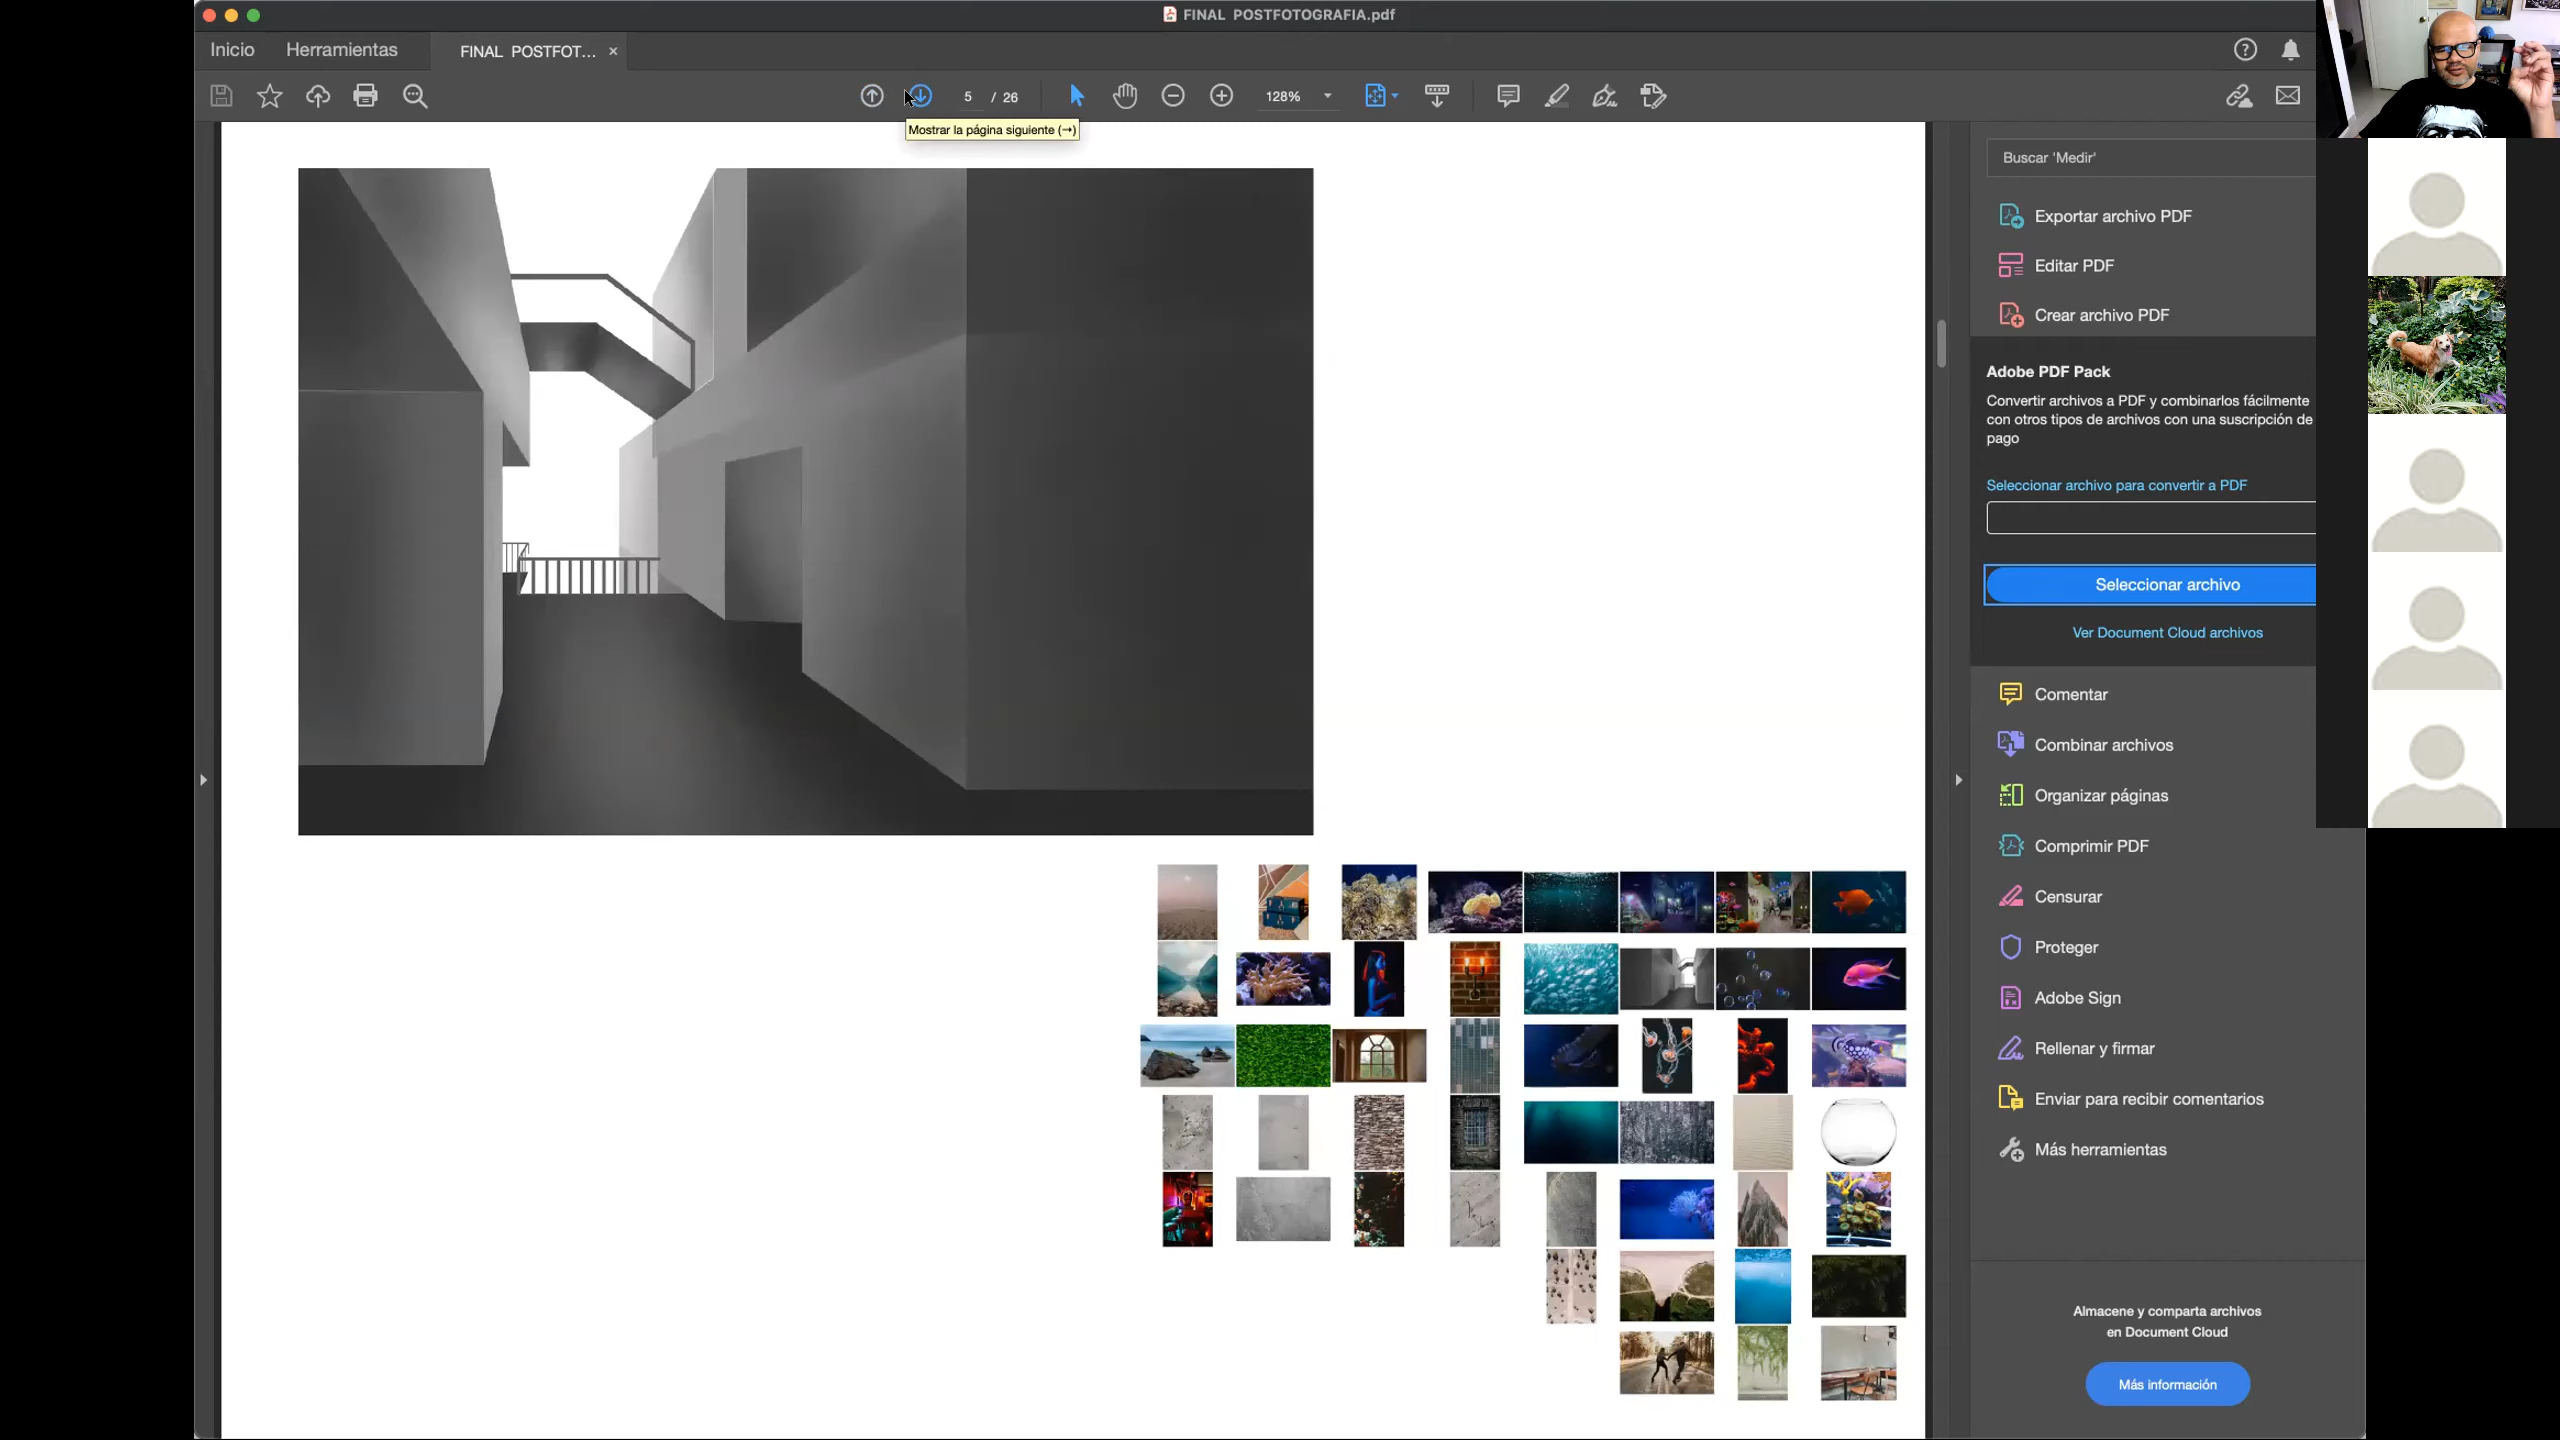 FINAL POSTFOTOGRAFIA.pdf
Inicio
Herramientas
FINAL POSTFOT... ×
5 / 26
128%
Mostrar la página siguiente (→)
Buscar 'Medir'
Exportar archivo PDF
Editar PDF
Crear archivo PDF
Adobe PDF Pack
Convertir archivos a PDF y combinarlos fácilmente
con otros tipos de archivos con una suscripción de
pago
Seleccionar archivo para convertir a PDF
Seleccionar archivo
Ver Document Cloud archivos
Comentar
Combinar archivos
Organizar páginas
Comprimir PDF
Censurar
Proteger
Adobe Sign
Rellenar y firmar
Enviar para recibir comentarios
Más herramientas
Almacene y comparta archivos
en Document Cloud
Más información